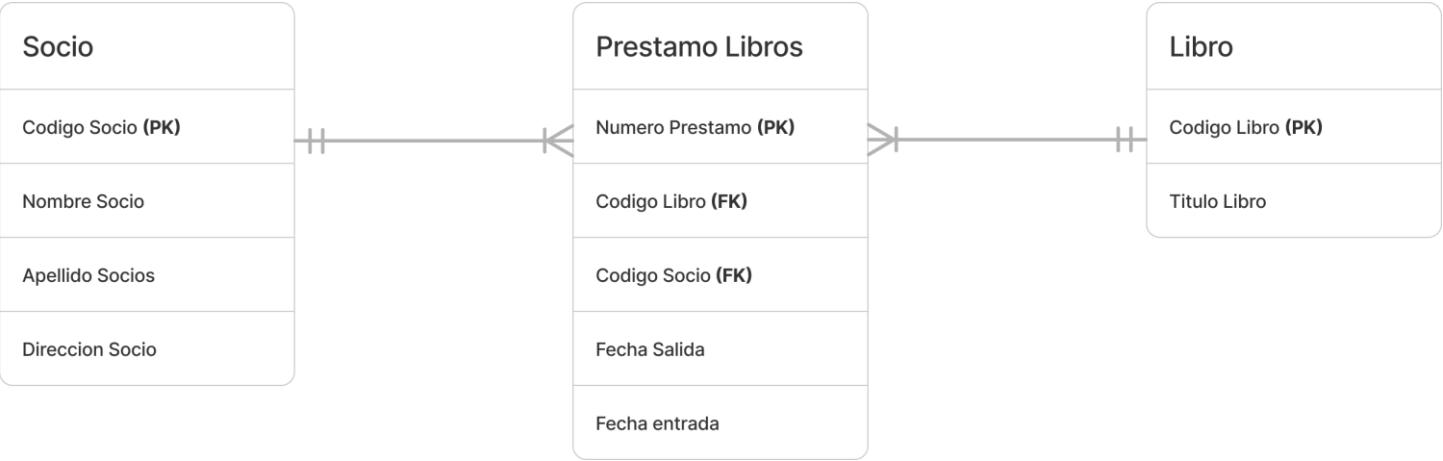 Socio
Codigo Socio (PK)
Nombre Socio
Apellido Socios
Direccion Socio
Prestamo Libros
Numero Prestamo (PK)
Codigo Libro (FK)
Codigo Socio (FK)
Fecha Salida
Fecha entrada
Libro
Codigo Libro (PK)
Titulo Libro